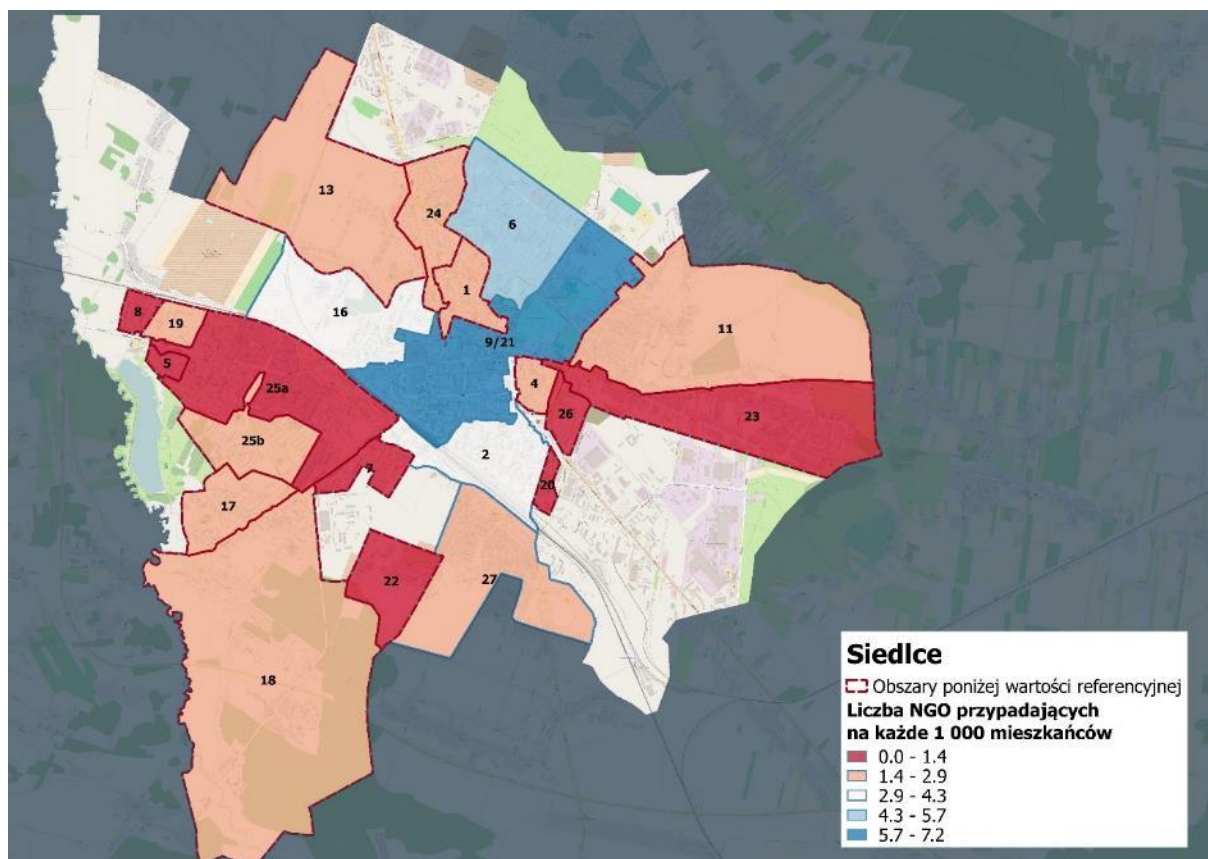 13
24
6
1
16
8
19
9/21
11
5
4
25a
26
23
25b
2
7
20
17
22
27
18
Siedlce
Obszary poniżej wartości referencyjnej
Liczba NGO przypadających
na każde 1 000 mieszkańców
0.0 - 1.4
1.4 - 2.9
2.9 - 4.3
4.3 - 5.7
5.7 - 7.2